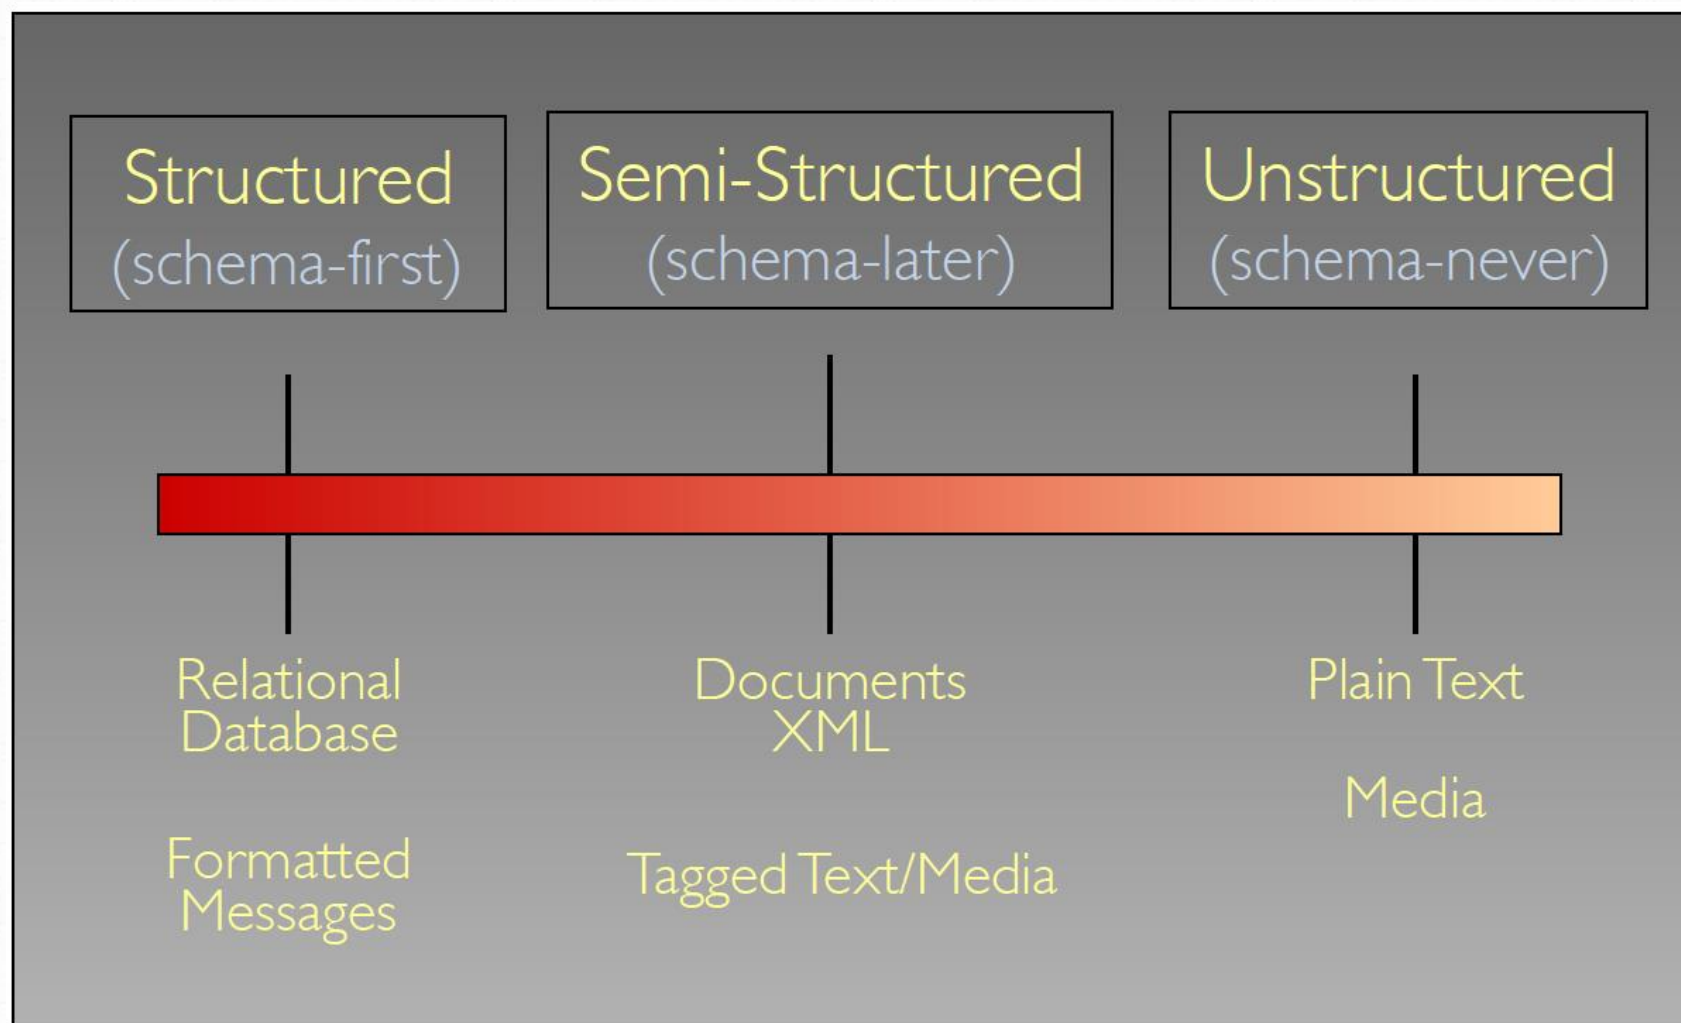 Structured
(schema-first)
Semi-Structured
(schema-later)
Unstructured
(schema-never)
Relational
Database
Formatted
Messages
Documents
XML
Tagged Text/Media
Plain Text
Media